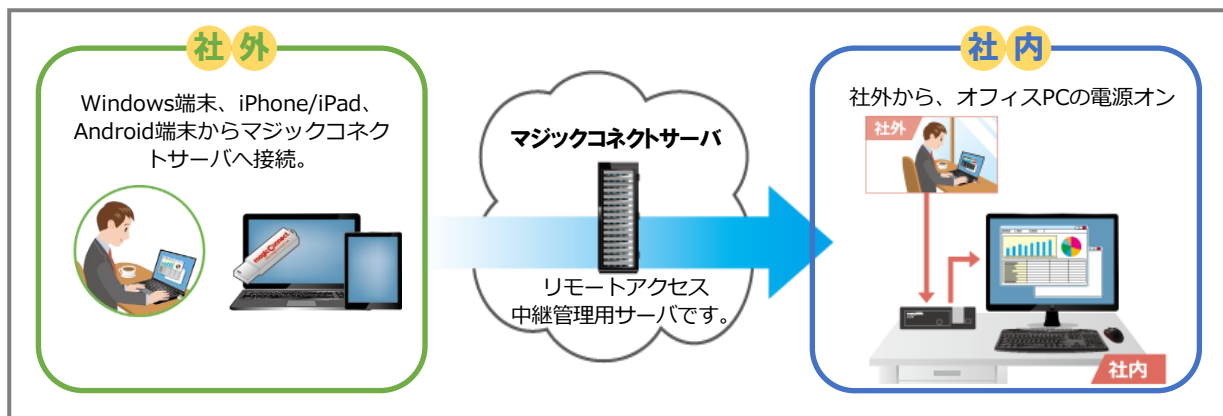 社外
Windows端末、iPhone/iPad、
Android端末からマジックコネク
トサーバへ接続。
magicConnect
マジックコネクトサーバ
リモートアクセス
中継管理用サーバです。
社内
社外から、オフィスPCの電源オン
社外
社内